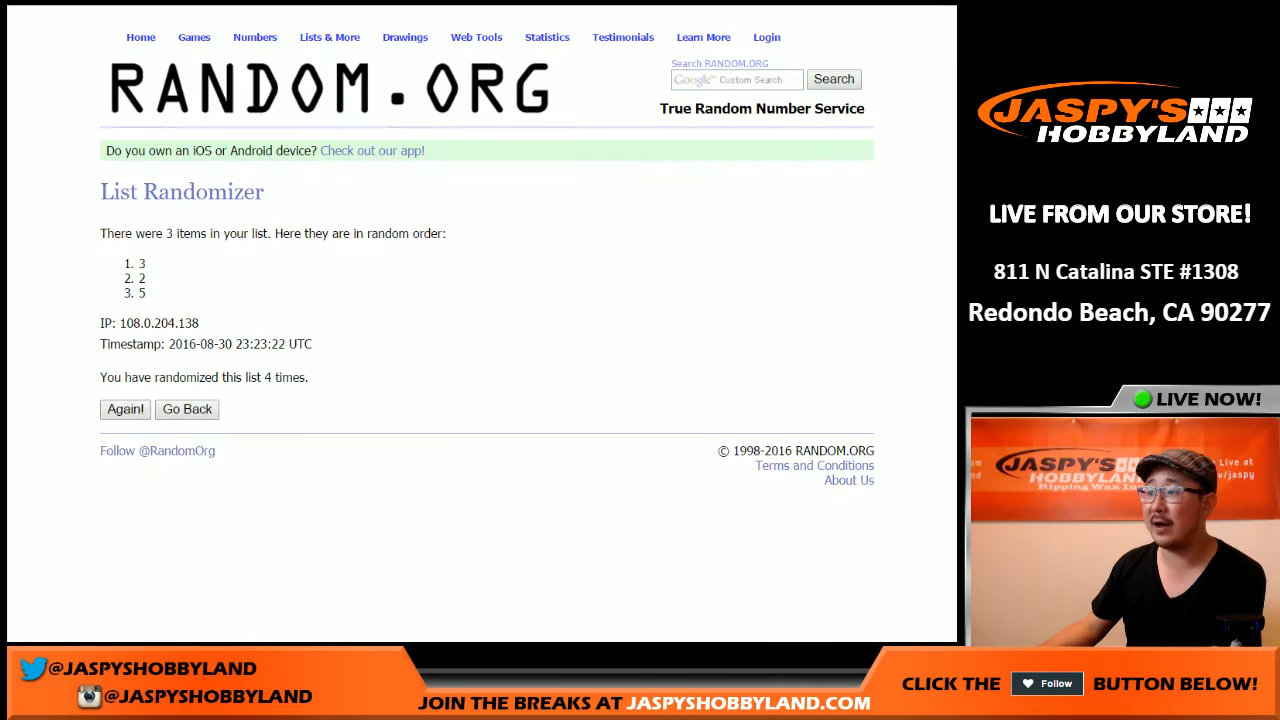 Home Games Numbers Lists & More Drawings Web Tools Statistics Testimonials Learn More Login
RANDOM.ORG
Search RANDOM.ORG
Google™ Custom Search Search
True Random Number Service
Do you own an iOS or Android device? Check out our app!
List Randomizer
There were 3 items in your list. Here they are in random order:
1. 3
2. 2
3. 5
IP: 108.0.204.138
Timestamp: 2016-08-30 23:23:22 UTC
You have randomized this list 4 times.
Again! Go Back
Follow @RandomOrg
© 1998-2016 RANDOM.ORG
Terms and Conditions
About Us
JASPY'S
HOBBYLAND
LIVE FROM OUR STORE!
811 N Catalina STE #1308
Redondo Beach, CA 90277
LIVE NOW!
JASPY'S
HOBBYLAND
Ripping Wax
Live at
v/jaspy
@JASPYSHOBBYLAND
@JASPYSHOBBYLAND
JOIN THE BREAKS AT JASPYSHOBBYLAND.COM
CLICK THE Follow BUTTON BELOW!